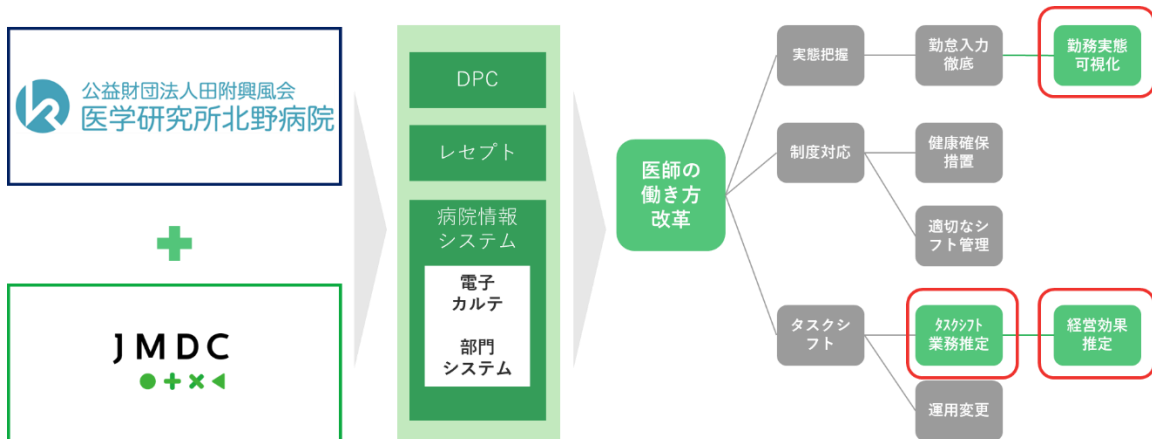 公益財団法人田附興風会
医学研究所北野病院
JMDC
DPC
レセプト
病院情報
システム
電子
カルテ
部門
システム
医師の
働き方
改革
実態把握
勤怠入力
徹底
勤務実態
可視化
制度対応
健康確保
措置
適切なシ
フト管理
タスクシ
フト
ﾀｽｸｼﾌﾄ
業務推定
経営効果
推定
運用変更